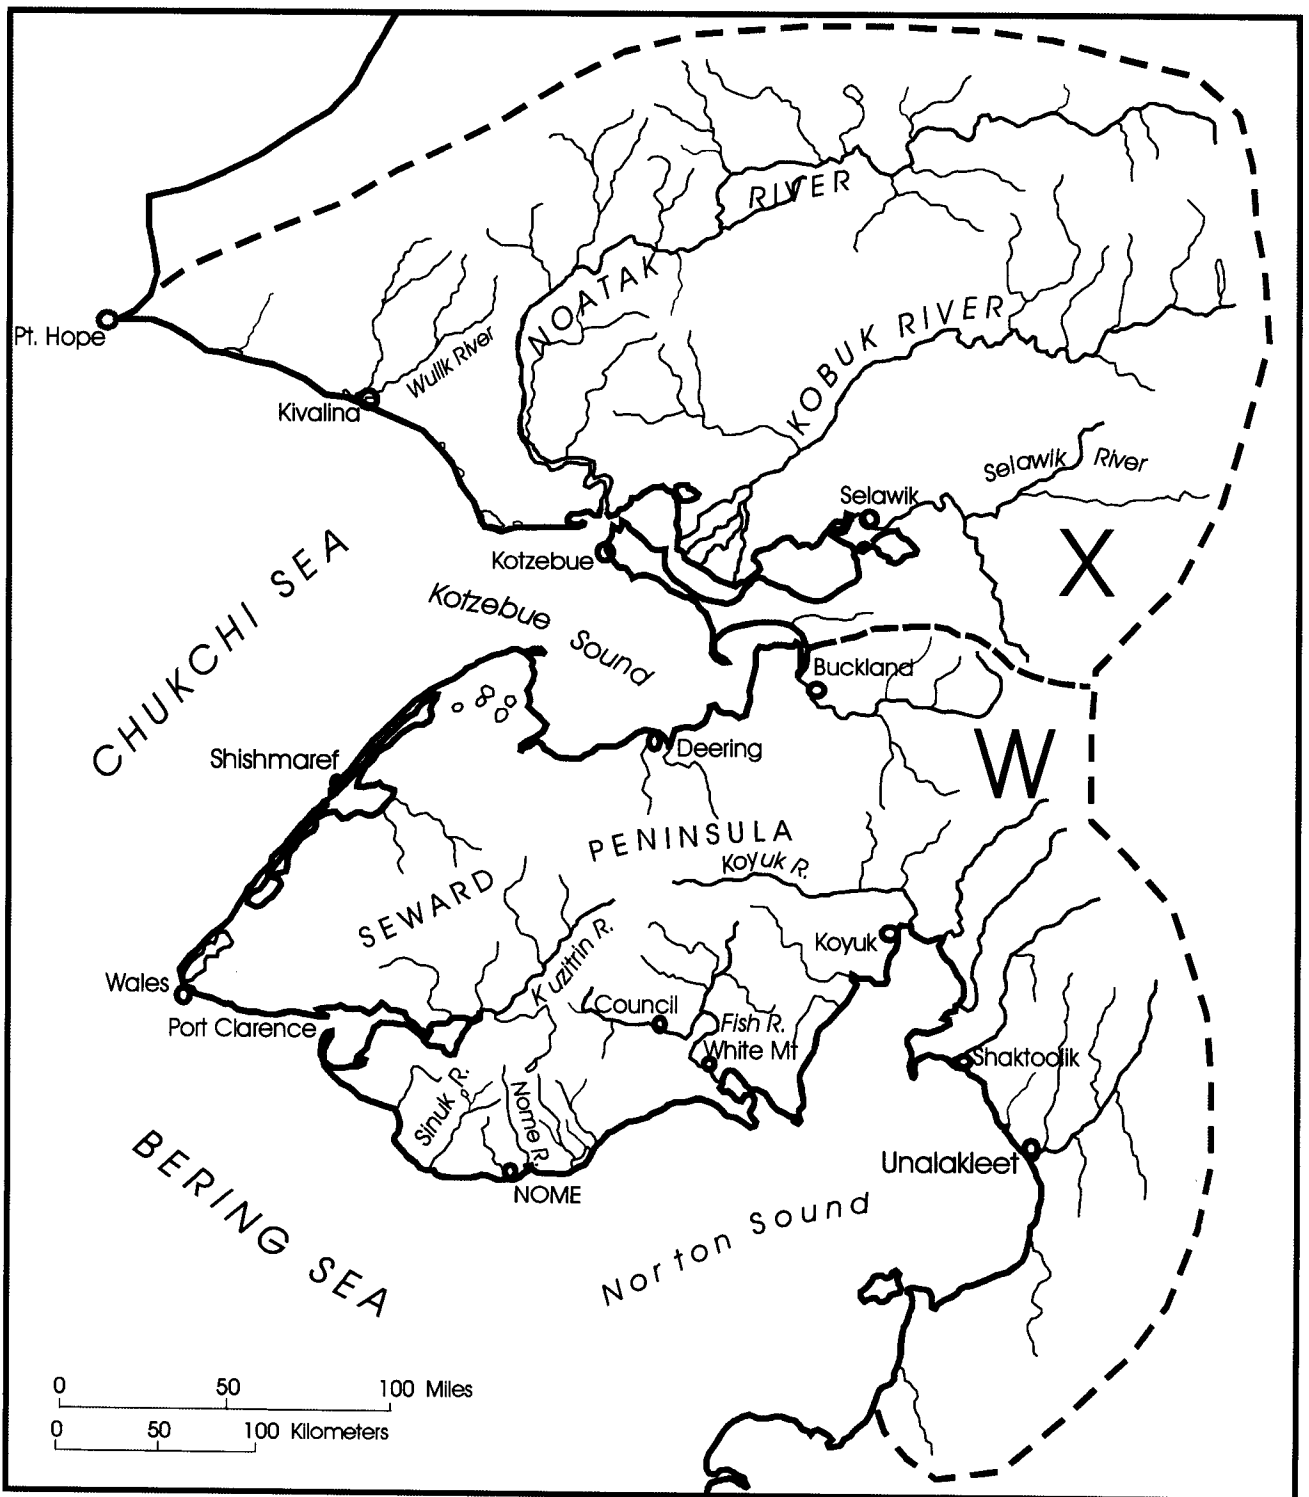 RIVER
NOATAK
KOBUK RIVER
Pt. Hope
Wulik River
Kivalina
Selawik River
Selawik
X
Kotzebue
CHUKCHI SEA
Kotzebue Sound
Buckland
W
Shishmaref
Deering
SEWARD PENINSULA
Koyuk R.
Kuzitrin R.
Koyuk
Wales
Port Clarence
Council
Fish R.
White Mt
Shaktoolik
Sinuk R.
Nome R.
NOME
Unalakleet
BERING SEA
Norton Sound
0 50 100 Miles
0 50 100 Kilometers